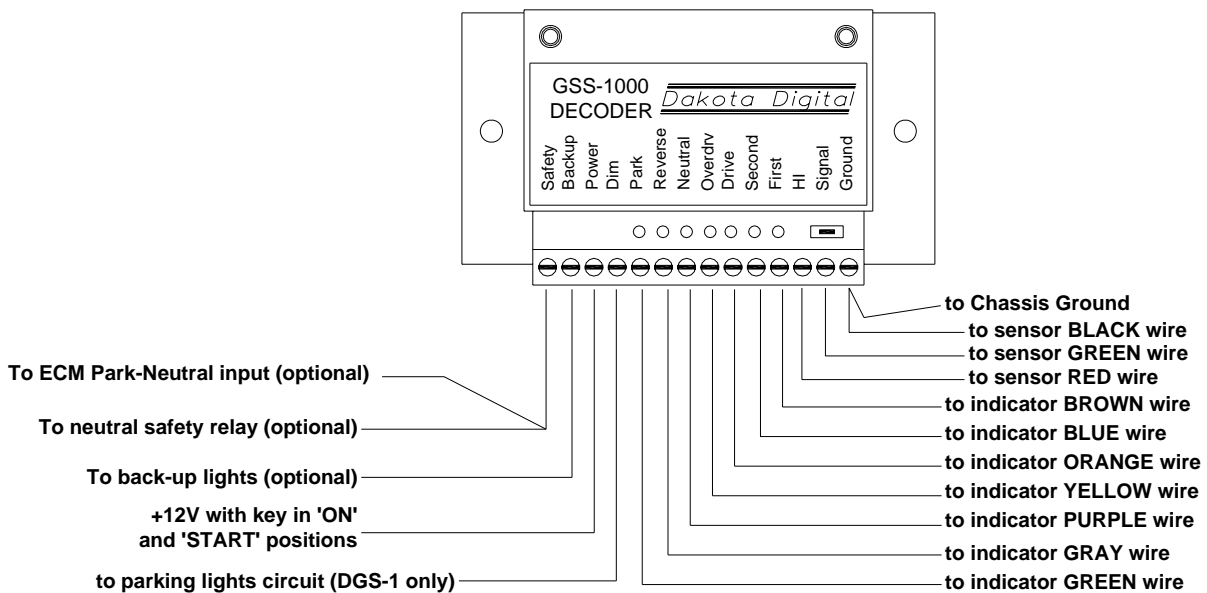 GSS-1000
DECODER
Dakota Digital
Safety
Backup
Power
Dim
Park
Reverse
Neutral
Overdrv
Drive
Second
First
HI
Signal
Ground
To ECM Park-Neutral input (optional)
To neutral safety relay (optional)
To back-up lights (optional)
+12V with key in 'ON'
and 'START' positions
to parking lights circuit (DGS-1 only)
to Chassis Ground
to sensor BLACK wire
to sensor GREEN wire
to sensor RED wire
to indicator BROWN wire
to indicator BLUE wire
to indicator ORANGE wire
to indicator YELLOW wire
to indicator PURPLE wire
to indicator GRAY wire
to indicator GREEN wire